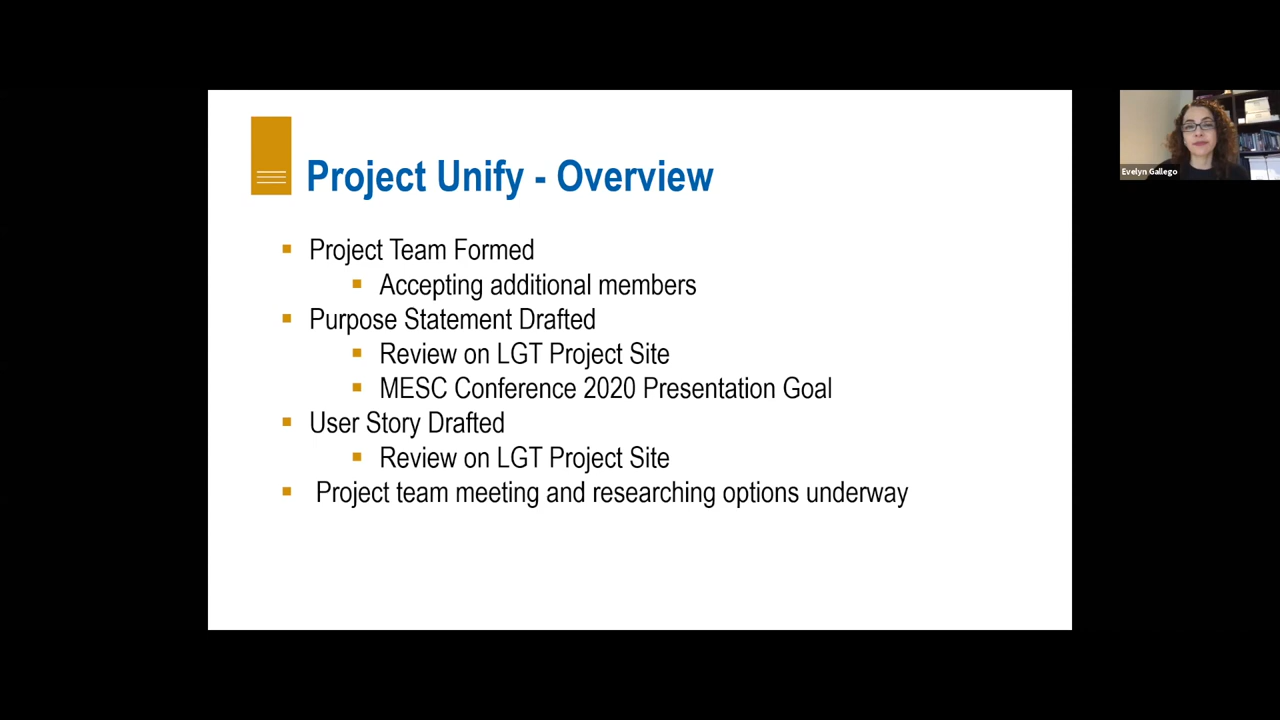 Project Unify - Overview
Project Team Formed
Accepting additional members
Purpose Statement Drafted
Review on LGT Project Site
MESC Conference 2020 Presentation Goal
User Story Drafted
Review on LGT Project Site
Project team meeting and researching options underway
Evelyn Gallego